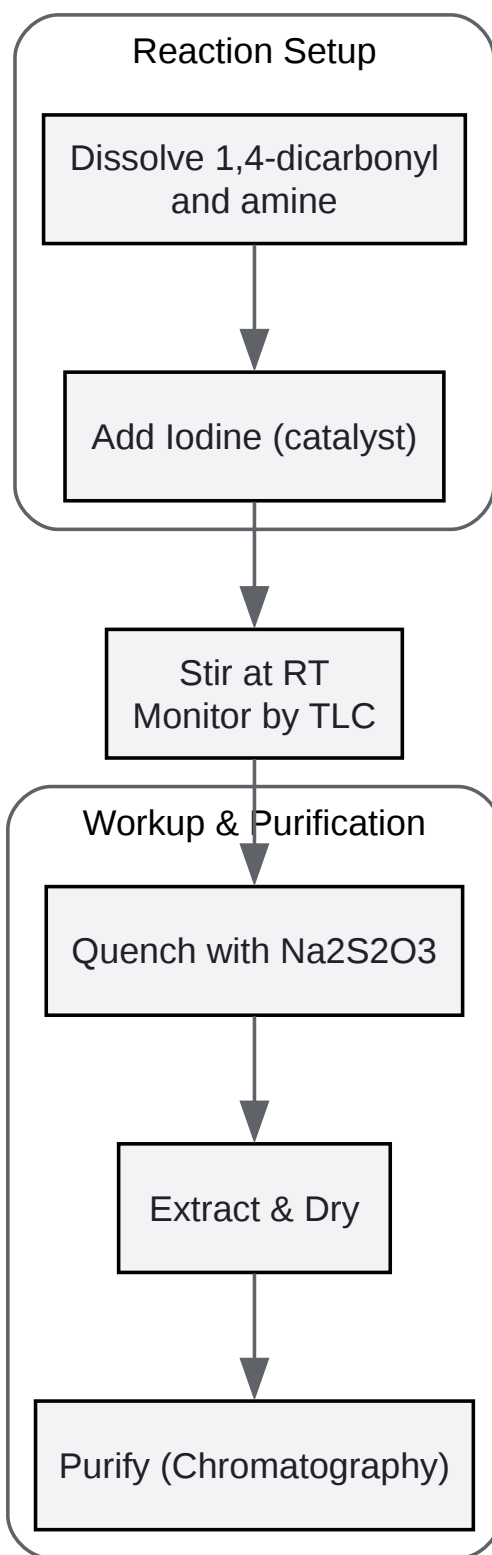 Reaction Setup
Dissolve 1,4-dicarbonyl
and amine
Add Iodine (catalyst)
Stir at RT
Monitor by TLC
Workup & Purification
Quench with Na2S2O3
Extract & Dry
Purify (Chromatography)